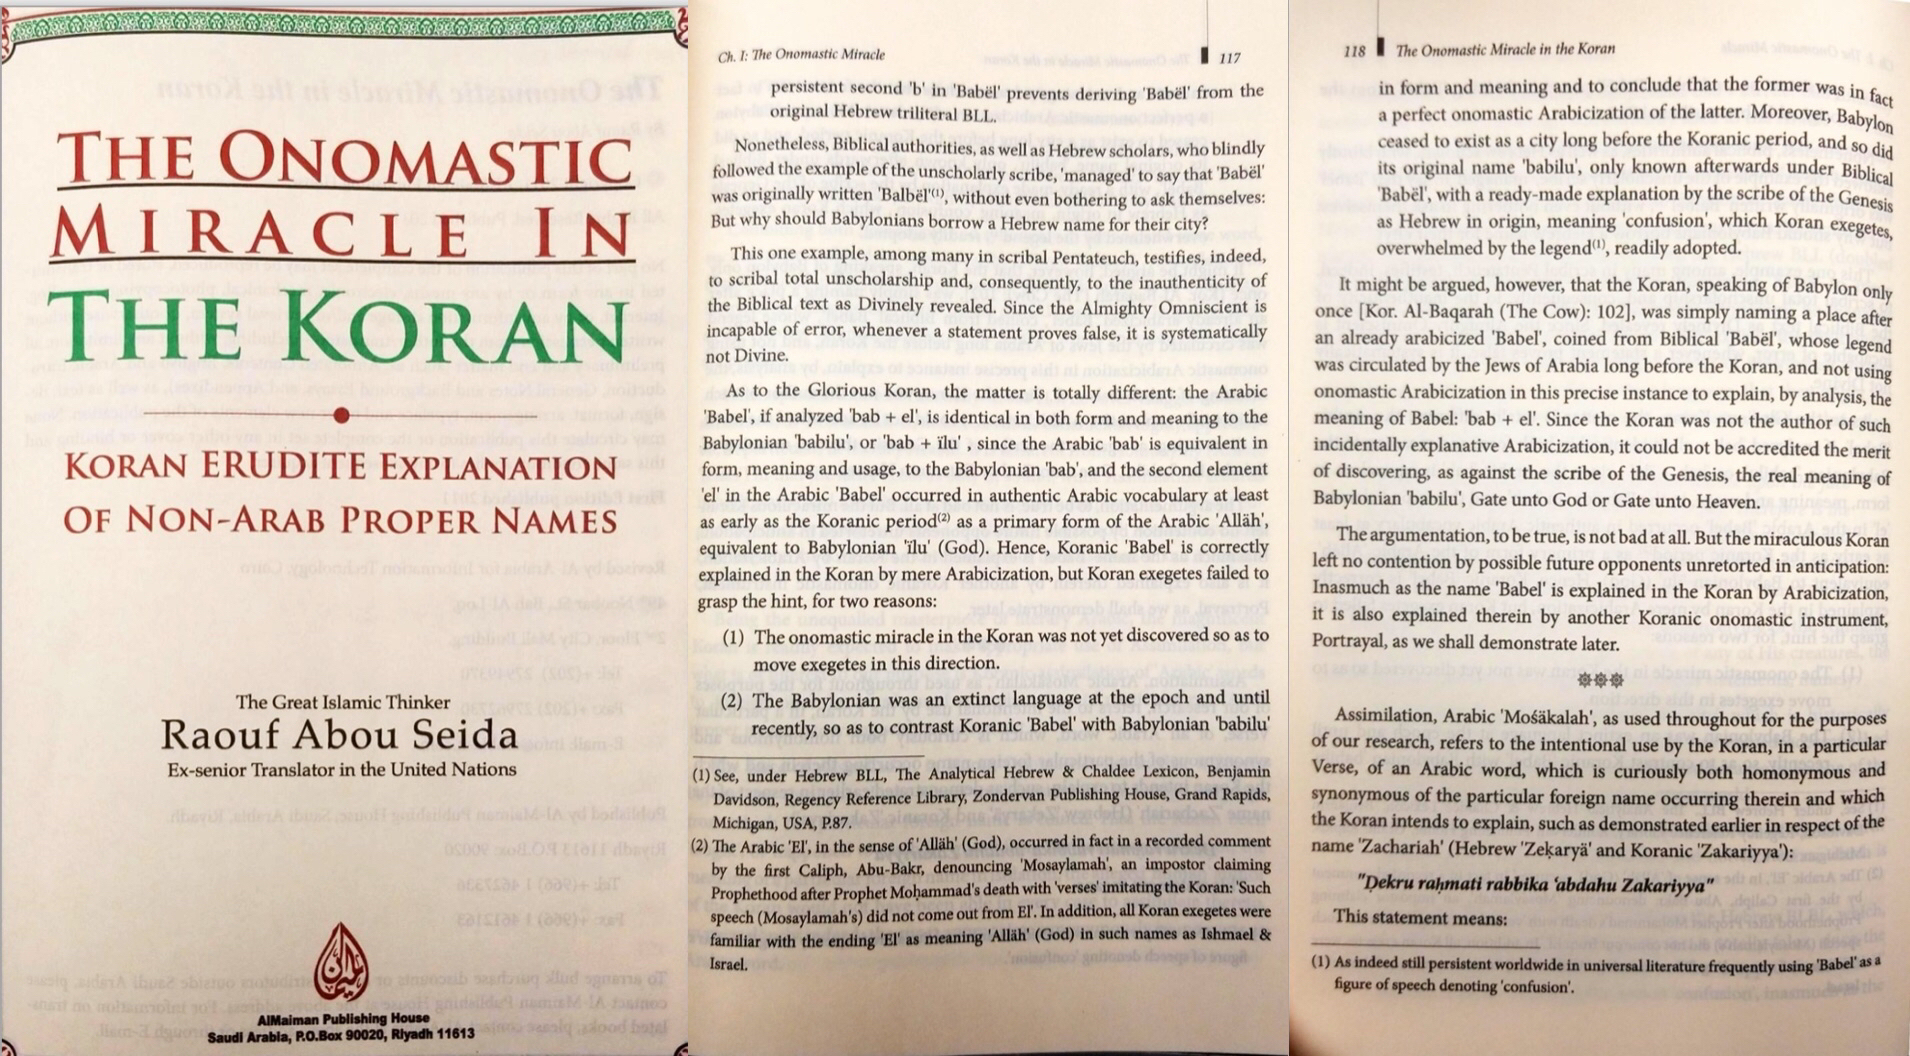 THE ONOMASTIC
MIRACLE IN
THE KORAN
KORAN ERUDITE EXPLANATION
OF NON-ARAB PROPER NAMES
The Great Islamic Thinker
Raouf Abou Seida
Ex-senior Translator in the United Nations
AlMaiman Publishing House
Saudi Arabia, P.O.Box 90020, Riyadh 11613
Ch. I: The Onomastic Miracle 117
persistent second 'b' in 'Babël' prevents deriving 'Babël' from the
original Hebrew triliteral BLL.
Nonetheless, Biblical authorities, as well as Hebrew scholars, who blindly
followed the example of the unscholarly scribe, 'managed' to say that 'Babël'
was originally written 'Balbël'⁽¹⁾, without even bothering to ask themselves:
But why should Babylonians borrow a Hebrew name for their city?
This one example, among many in scribal Pentateuch, testifies, indeed,
to scribal total unscholarship and, consequently, to the inauthenticity of
the Biblical text as Divinely revealed. Since the Almighty Omniscient is
incapable of error, whenever a statement proves false, it is systematically
not Divine.
As to the Glorious Koran, the matter is totally different: the Arabic
'Babel', if analyzed 'bab + el', is identical in both form and meaning to the
Babylonian 'babilu', or 'bab + ïlu' , since the Arabic 'bab' is equivalent in
form, meaning and usage, to the Babylonian 'bab', and the second element
'el' in the Arabic 'Babel' occurred in authentic Arabic vocabulary at least
as early as the Koranic period⁽²⁾ as a primary form of the Arabic 'Alläh',
equivalent to Babylonian 'ïlu' (God). Hence, Koranic 'Babel' is correctly
explained in the Koran by mere Arabicization, but Koran exegetes failed to
grasp the hint, for two reasons:
(1) The onomastic miracle in the Koran was not yet discovered so as to
move exegetes in this direction.
(2) The Babylonian was an extinct language at the epoch and until
recently, so as to contrast Koranic 'Babel' with Babylonian 'babilu'
(1) See, under Hebrew BLL, The Analytical Hebrew & Chaldee Lexicon, Benjamin
Davidson, Regency Reference Library, Zondervan Publishing House, Grand Rapids,
Michigan, USA, P.87.
(2) The Arabic 'El', in the sense of 'Alläh' (God), occurred in fact in a recorded comment
by the first Caliph, Abu-Bakr, denouncing 'Mosaylamah', an impostor claiming
Prophethood after Prophet Moḥammad's death with 'verses' imitating the Koran: 'Such
speech (Mosaylamah's) did not come out from El'. In addition, all Koran exegetes were
familiar with the ending 'El' as meaning 'Alläh' (God) in such names as Ishmael &
Israel.
118 The Onomastic Miracle in the Koran
in form and meaning and to conclude that the former was in fact
a perfect onomastic Arabicization of the latter. Moreover, Babylon
ceased to exist as a city long before the Koranic period, and so did
its original name 'babilu', only known afterwards under Biblical
'Babël', with a ready-made explanation by the scribe of the Genesis
as Hebrew in origin, meaning 'confusion', which Koran exegetes,
overwhelmed by the legend⁽¹⁾, readily adopted.
It might be argued, however, that the Koran, speaking of Babylon only
once [Kor. Al-Baqarah (The Cow): 102], was simply naming a place after
an already arabicized 'Babel', coined from Biblical 'Babël', whose legend
was circulated by the Jews of Arabia long before the Koran, and not using
onomastic Arabicization in this precise instance to explain, by analysis, the
meaning of Babel: 'bab + el'. Since the Koran was not the author of such
incidentally explanative Arabicization, it could not be accredited the merit
of discovering, as against the scribe of the Genesis, the real meaning of
Babylonian 'babilu', Gate unto God or Gate unto Heaven.
The argumentation, to be true, is not bad at all. But the miraculous Koran
left no contention by possible future opponents unretorted in anticipation:
Inasmuch as the name 'Babel' is explained in the Koran by Arabicization,
it is also explained therein by another Koranic onomastic instrument,
Portrayal, as we shall demonstrate later.
Assimilation, Arabic 'Mośäkalah', as used throughout for the purposes
of our research, refers to the intentional use by the Koran, in a particular
Verse, of an Arabic word, which is curiously both homonymous and
synonymous of the particular foreign name occurring therein and which
the Koran intends to explain, such as demonstrated earlier in respect of the
name 'Zachariah' (Hebrew 'Zeḳaryä' and Koranic 'Zakariyya'):
"Ḍekru raḥmati rabbika 'abdahu Zakariyya"
This statement means:
(1) As indeed still persistent worldwide in universal literature frequently using 'Babel' as a
figure of speech denoting 'confusion'.